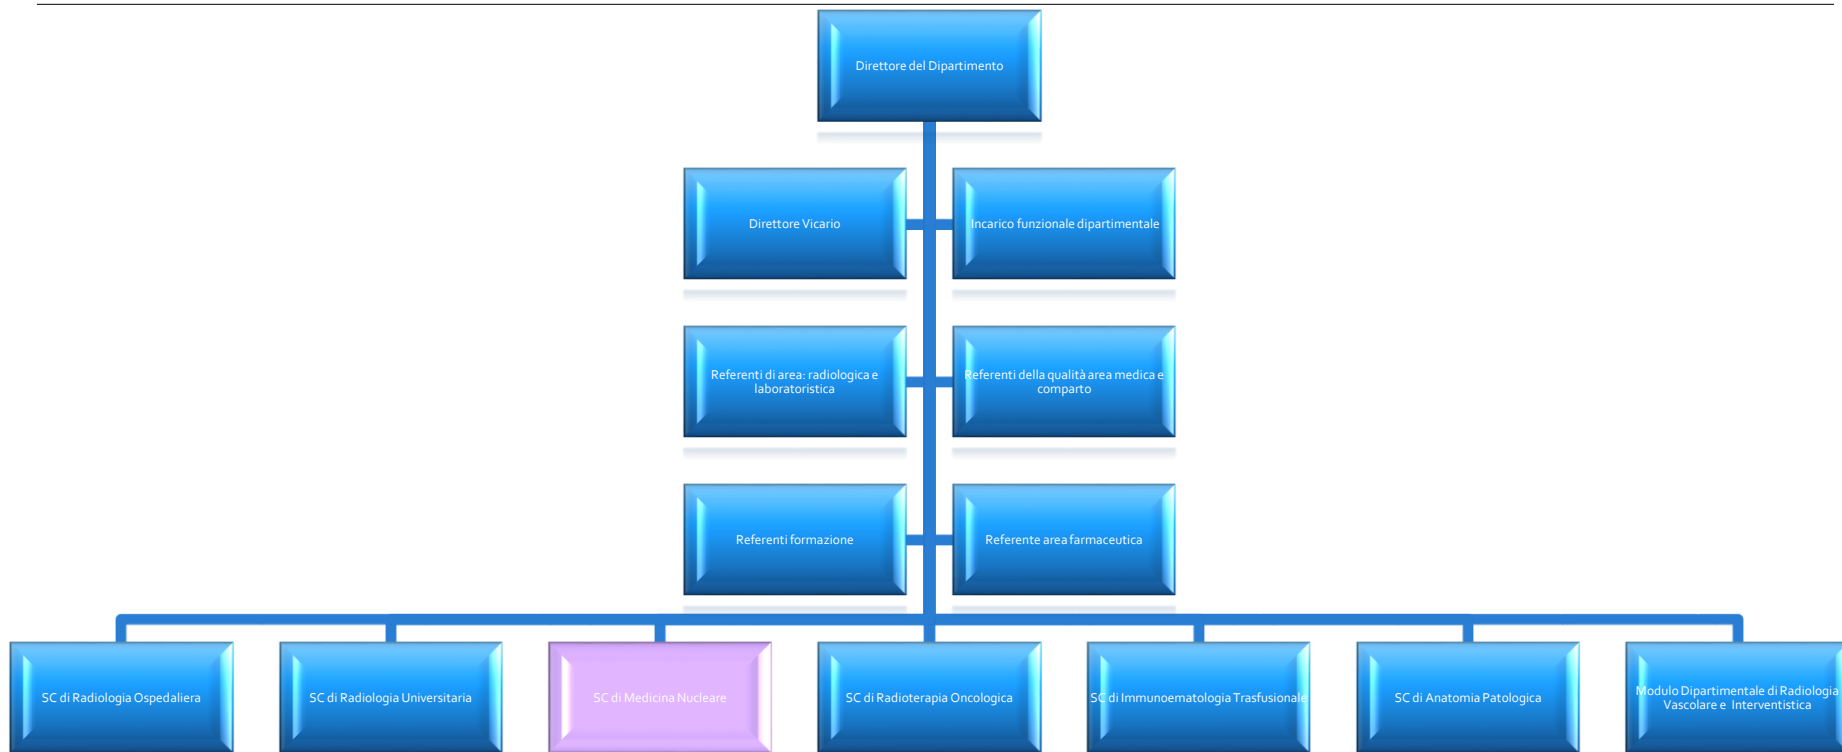 Direttore del Dipartimento
Direttore Vicario
Incarico funzionale dipartimentale
Referenti di area: radiologica e
laboratoristica
Referenti della qualità area medica e
comparto
Referenti formazione
Referente area farmaceutica
SC di Radiologia Ospedaliera
SC di Radiologia Universitaria
SC di Medicina Nucleare
SC di Radioterapia Oncologica
SC di Immunoematologia Trasfusionale
SC di Anatomia Patologica
Modulo Dipartimentale di Radiologia
Vascolare e Interventistica